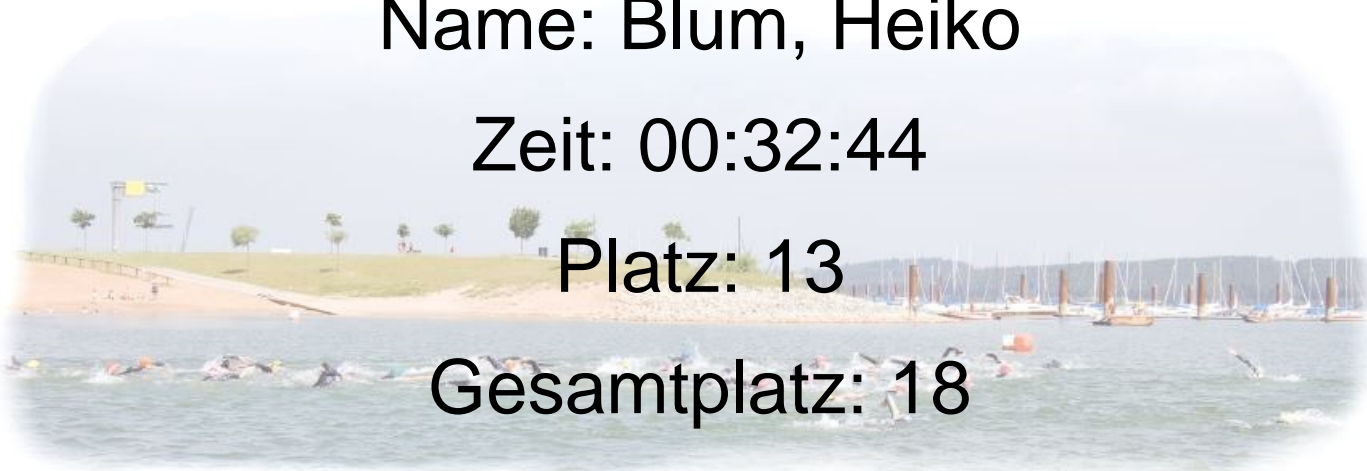 Name: Blum, Heiko
Zeit: 00:32:44
Platz: 13
Gesamtplatz: 18